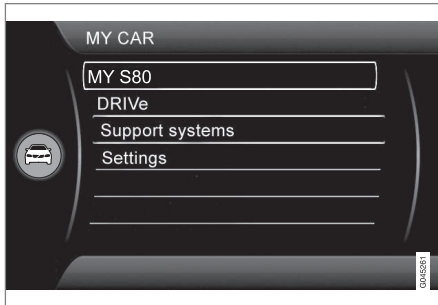 MY CAR
MY S80
DRIVe
Support systems
Settings
G045261